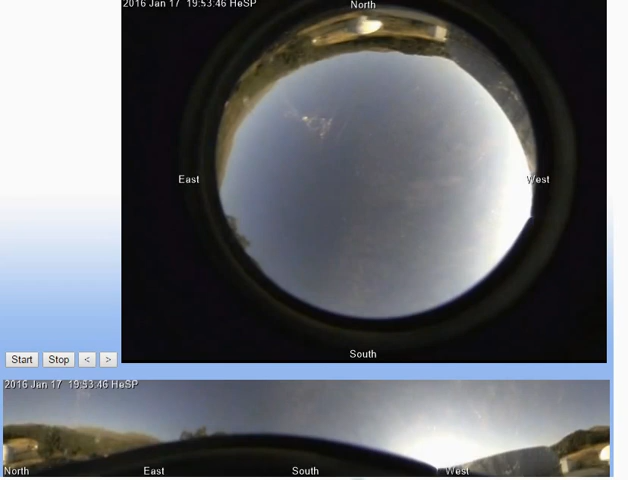 2016 Jan 17 19:53:46 HeSP
North
East
West
South
Start
Stop
<
>
2016 Jan 17 19:53:46 HeSP
North
East
South
West